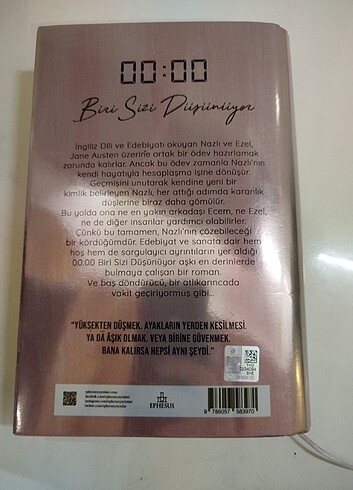 00:00
Biri Sizi Düşünüyor
İngiliz Dili ve Edebiyatı okuyan Nazlı ve Ezel,
Jane Austen üzerine ortak bir ödev hazırlamak
zorunda kalırlar. Ancak bu ödev zamanla Nazlı'nın
kendi hayatıyla hesaplaşma işine dönüşür.
Geçmişini unutarak kendine yeni bir
kimlik belirleyen Nazlı, her attığı adımda karanlık
düşlerine biraz daha gömülür.
Bu yolda ona ne en yakın arkadaşı Ecem, ne Ezel,
ne de diğer insanlar yardımcı olabilirler.
Çünkü bu tamamen, Nazlı'nın çözebileceği
bir kördüğümdür. Edebiyat ve sanata dair hem
hoş hem de sorgulayıcı ayrıntıların yer aldığı
00.00 Biri Sizi Düşünüyor aşkı en derinlerde
bulmaya çalışan bir roman.
Ve baş döndürücü, bir atlıkarıncada
vakit geçiriyormuş gibi...
"YÜKSEKTEN DÜŞMEK. AYAKLARIN YERDEN KESİLMESİ.
YA DA ÂŞIK OLMAK. VEYA BİRİNE GÜVENMEK.
BANA KALIRSA HEPSİ AYNI ŞEYDİ."
EPHESUS
9 786057 583970